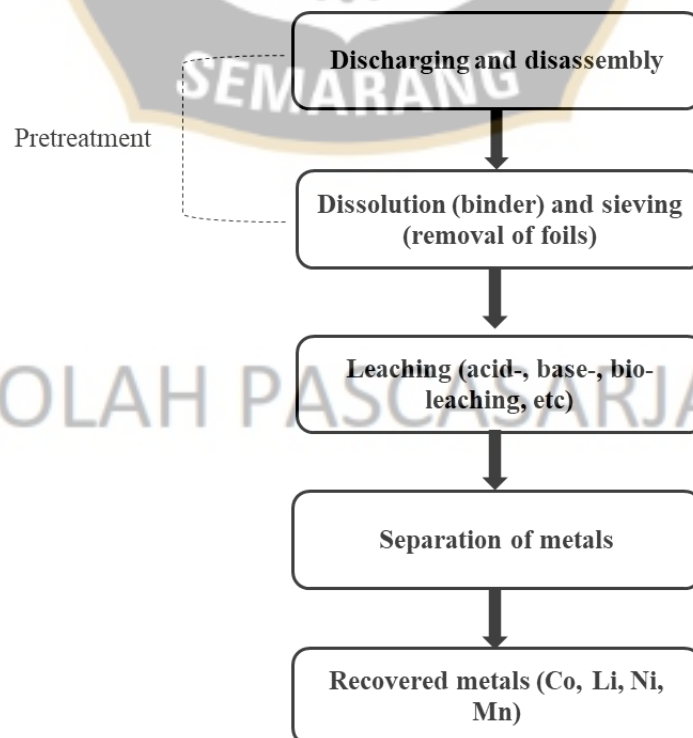 SEMARANG
Discharging and disassembly
Pretreatment
Dissolution (binder) and sieving
(removal of foils)
OLAH PASCASARJA
Leaching (acid-, base-, bio-
leaching, etc)
Separation of metals
Recovered metals (Co, Li, Ni,
Mn)